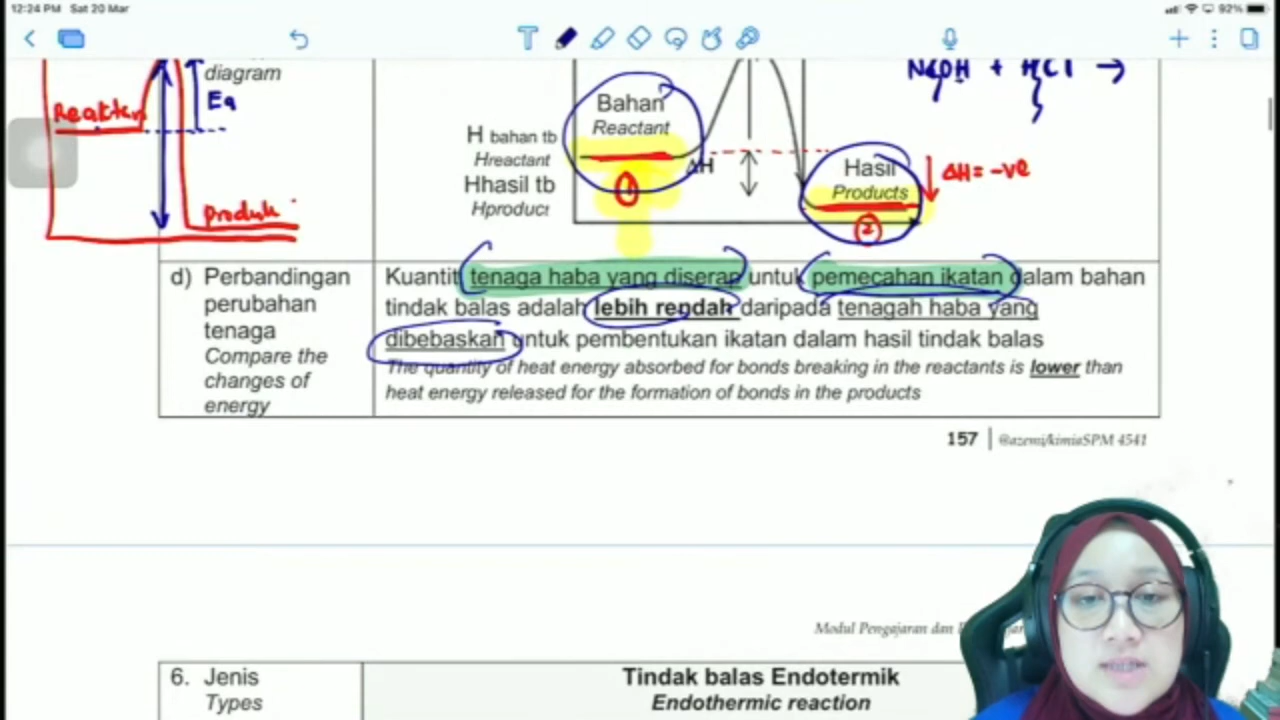 12:24 PM Sat 20 Mar
92%
diagram
Ea
Reaktan
Produk
Bahan
Reactant
H bahan tb
Hreactant
Hhasil tb
Hproduct
ΔH
1
Hasil
Products
2
ΔH = -ve
NaOH + HCl →
d) Perbandingan
perubahan
tenaga
Compare the
changes of
energy
Kuantit tenaga haba yang diserap untuk pemecahan ikatan dalam bahan
tindak balas adalah lebih rendah daripada tenagah haba yang
dibebaskan untuk pembentukan ikatan dalam hasil tindak balas
The quantity of heat energy absorbed for bonds breaking in the reactants is lower than
heat energy released for the formation of bonds in the products
157 | @azemi/kimiaSPM 4541
Modul Pengajaran dan
6. Jenis
Types
Tindak balas Endotermik
Endothermic reaction